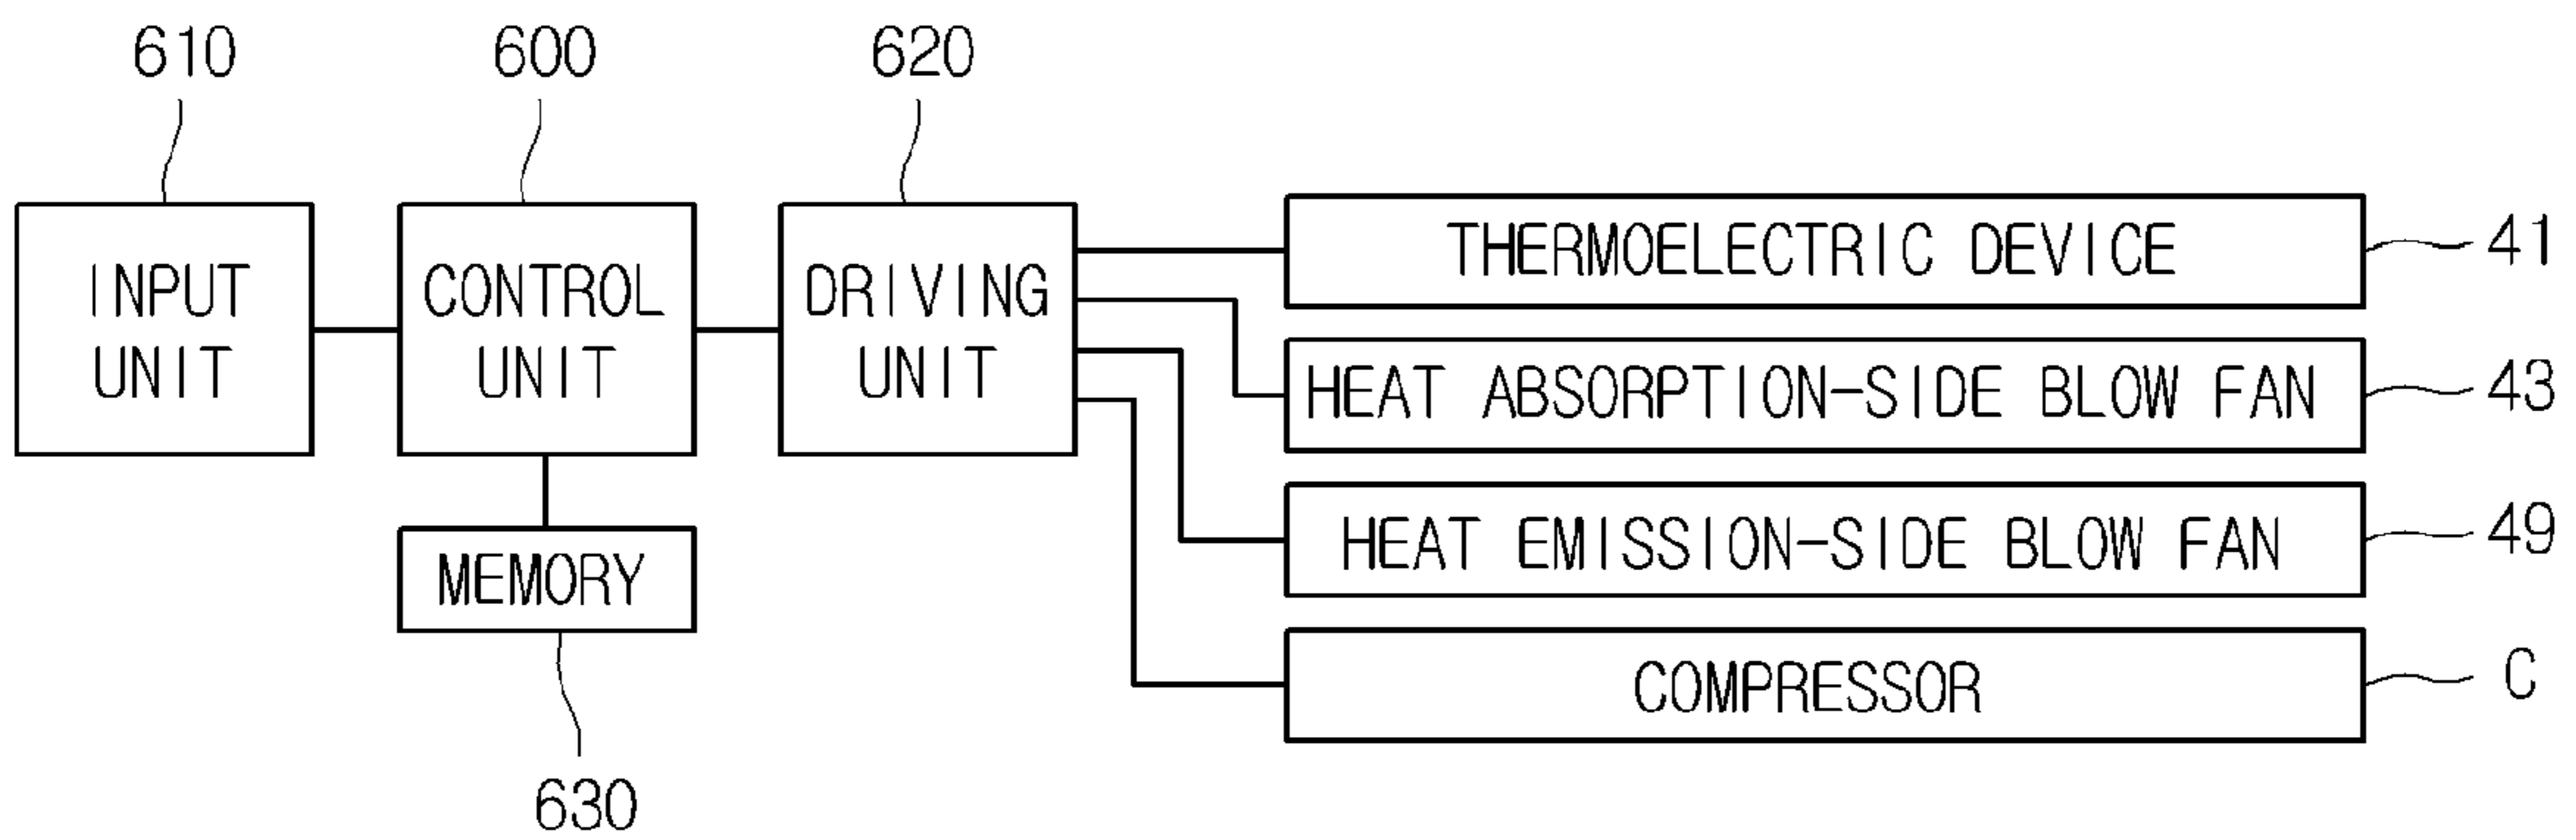 610
600
620
INPUT
UNIT
CONTROL
UNIT
DRIVING
UNIT
THERMOELECTRIC DEVICE
41
HEAT ABSORPTION-SIDE BLOW FAN
43
HEAT EMISSION-SIDE BLOW FAN
49
MEMORY
COMPRESSOR
C
630